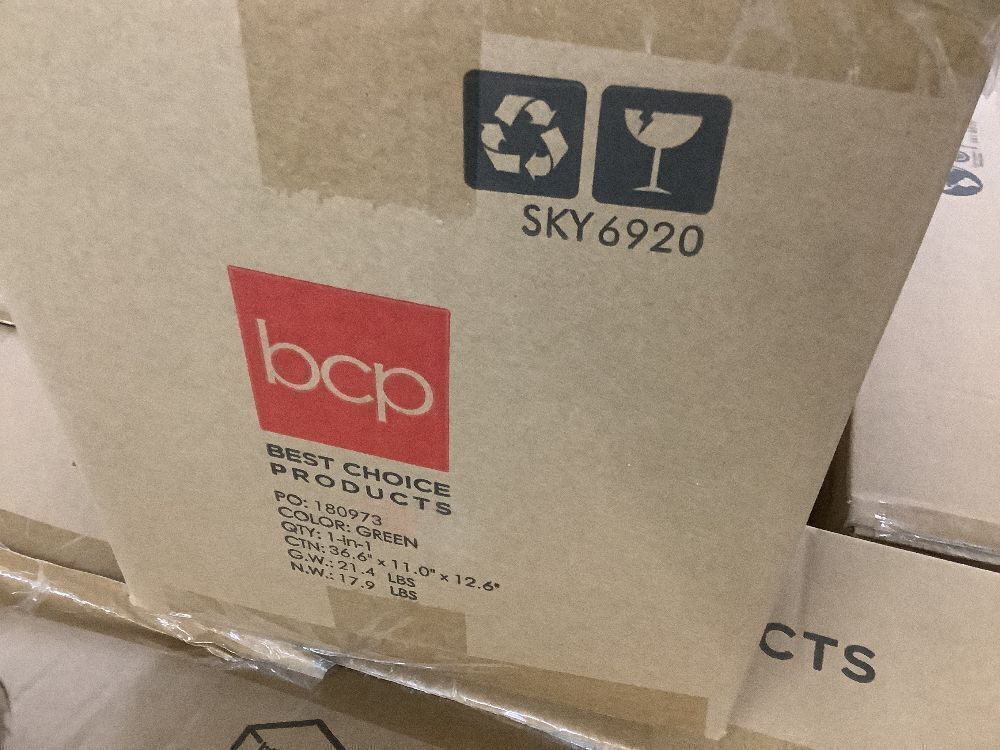 SKY6920
bcp
BEST CHOICE
PRODUCTS
PO: 180973
COLOR: GREEN
QTY: 1-in-1
CTN: 36.6" x 11.0" x 12.6"
G.W.: 21.4 LBS
N.W.: 17.9 LBS
CTS